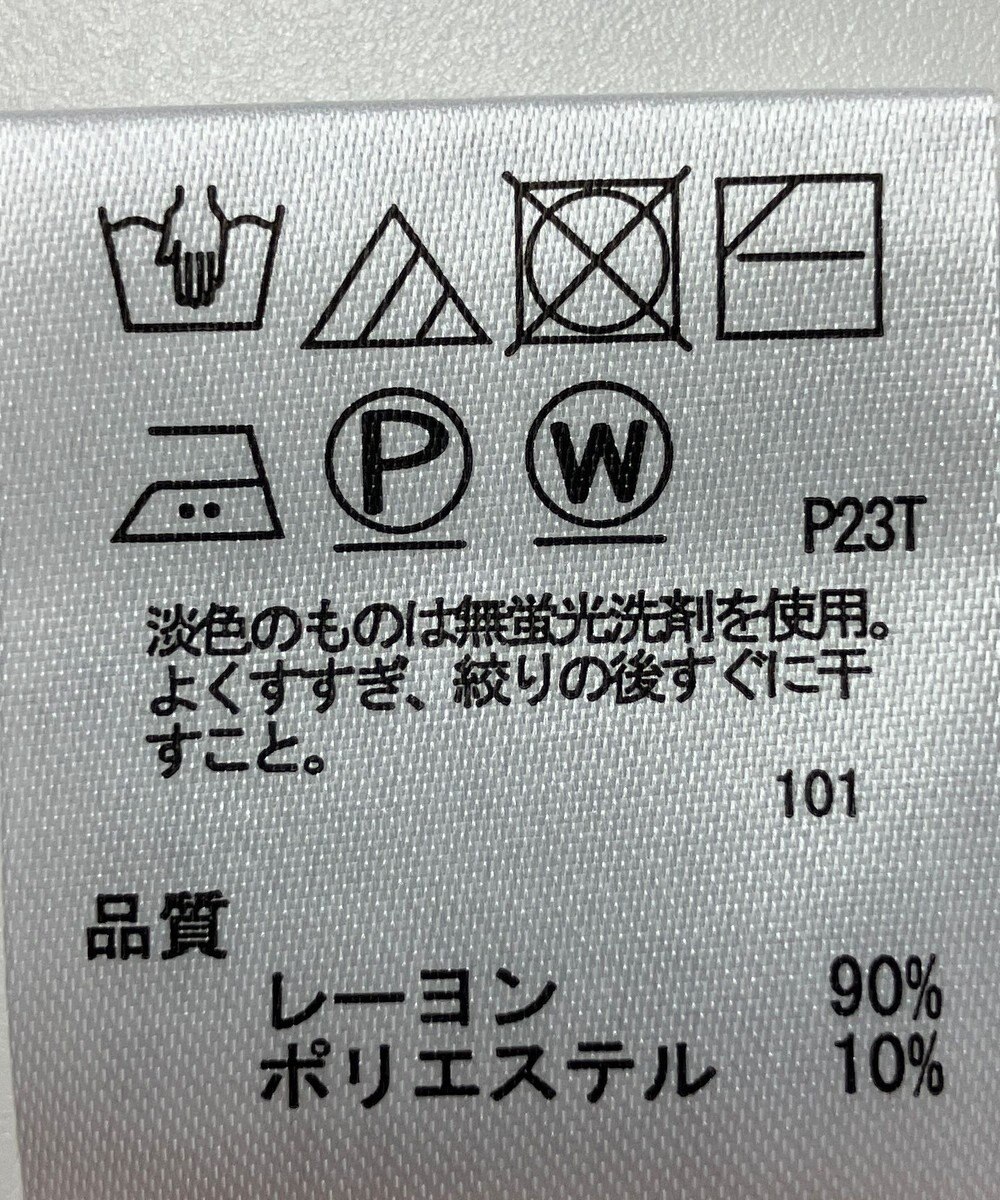 P W
P23T
淡色のものは無蛍光洗剤を使用。
よくすすぎ、絞りの後すぐに干
すこと。
101
品質
レーヨン 90%
ポリエステル 10%